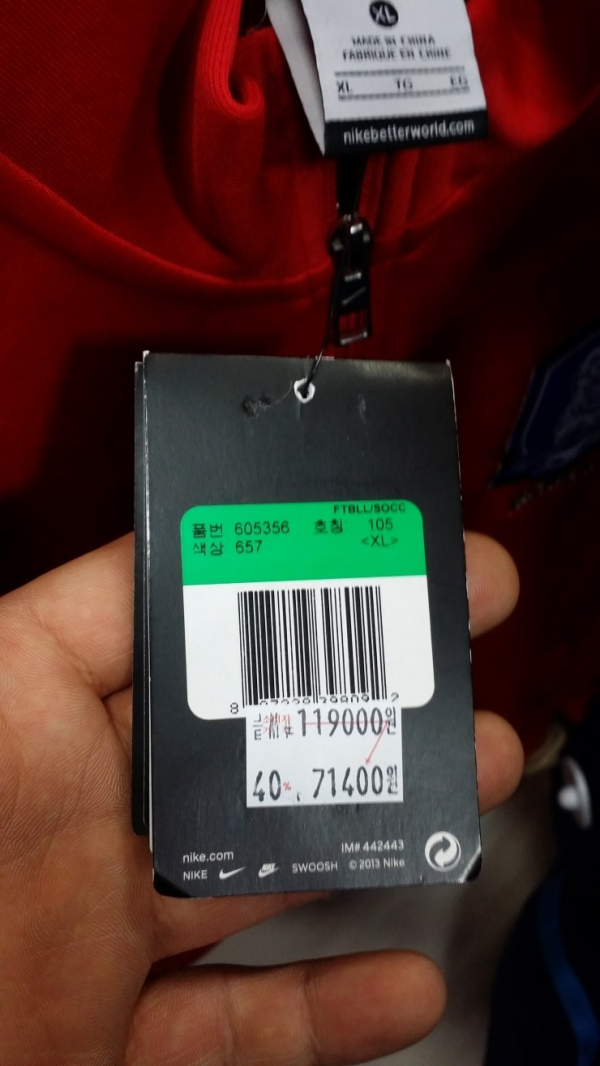 XL
MADE IN CHINA
FABRIQUE EN CHINE
XL TG EG
nikebetterworld.com
FTBLL/SOCC
품번 605356 호칭 105
색상 657 <XL>
8 2
119000원
40% 71400원
nike.com
IM# 442443
NIKE SWOOSH © 2013 Nike